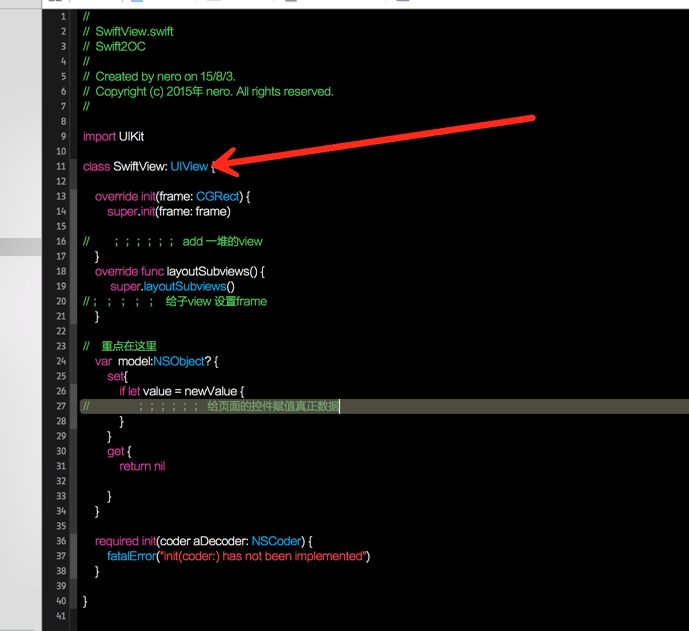 1 //
2 // SwiftView.swift
3 // Swift2OC
4 //
5 // Created by nero on 15/8/3.
6 // Copyright (c) 2015年 nero. All rights reserved.
7 //
8
9 import UIKit
10
11 class SwiftView: UIView {
12
13 override init(frame: CGRect) {
14 super.init(frame: frame)
15
16 // ；；；；；； add 一堆的view
17 }
18 override func layoutSubviews() {
19 super.layoutSubviews()
20 //；；；；； 给子view 设置frame
21 }
22
23 // 重点在这里
24 var model:NSObject? {
25 set{
26 if let value = newValue {
27 // ；；；；；； 给页面的控件赋值真正数据
28 }
29 }
30 get {
31 return nil
32
33 }
34 }
35
36 required init(coder aDecoder: NSCoder) {
37 fatalError("init(coder:) has not been implemented")
38 }
39
40 }
41